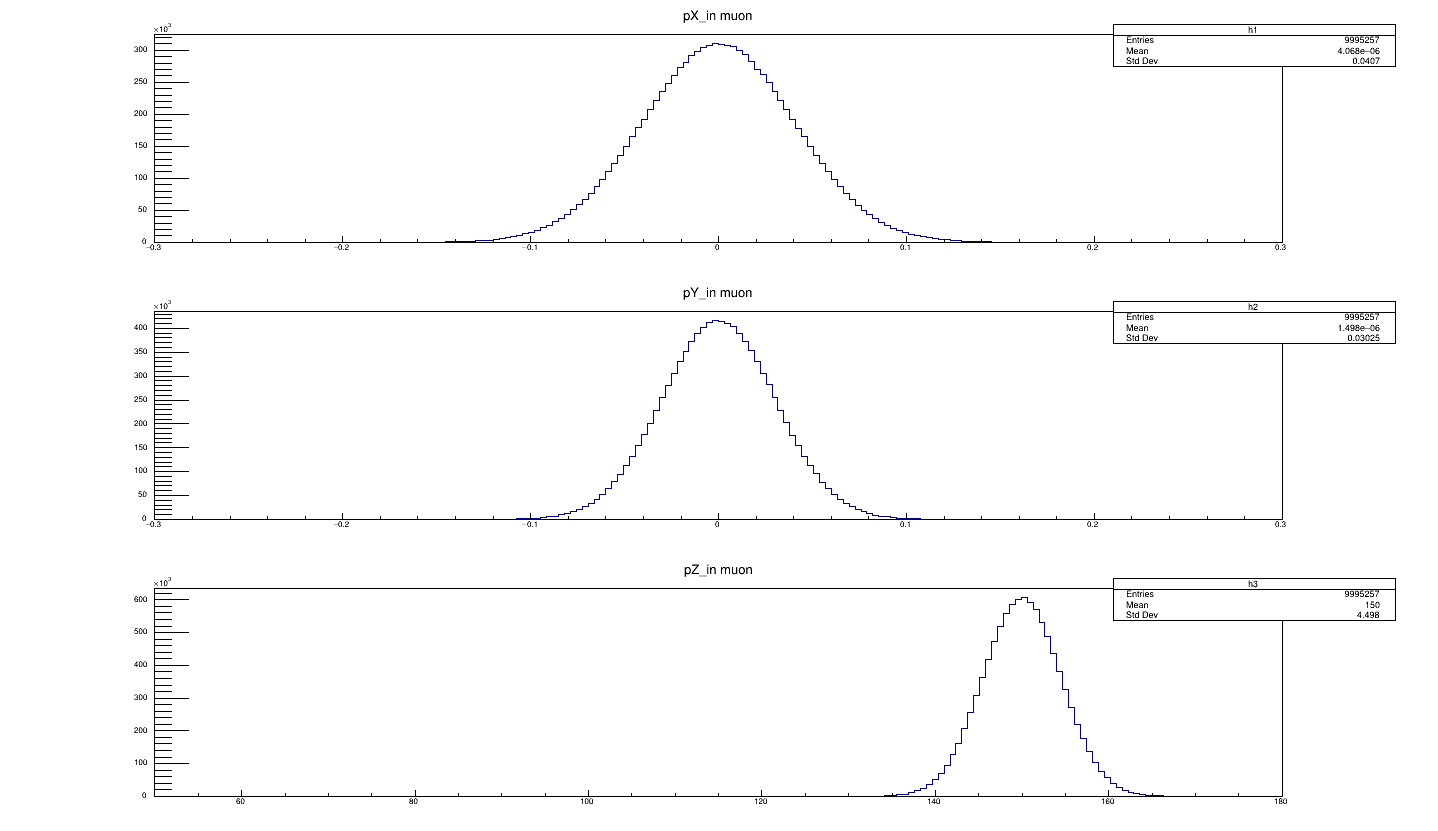 pX_in muon
×10³
h1
Entries 9995257
Mean 4.068e−06
Std Dev 0.0407
300
250
200
150
100
50
0
−0.3 −0.2 −0.1 0 0.1 0.2 0.3
pY_in muon
×10³
h2
Entries 9995257
Mean 1.498e−06
Std Dev 0.03025
400
350
300
250
200
150
100
50
0
−0.3 −0.2 −0.1 0 0.1 0.2 0.3
pZ_in muon
×10³
h3
Entries 9995257
Mean 150
Std Dev 4.498
600
500
400
300
200
100
0
60 80 100 120 140 160 180